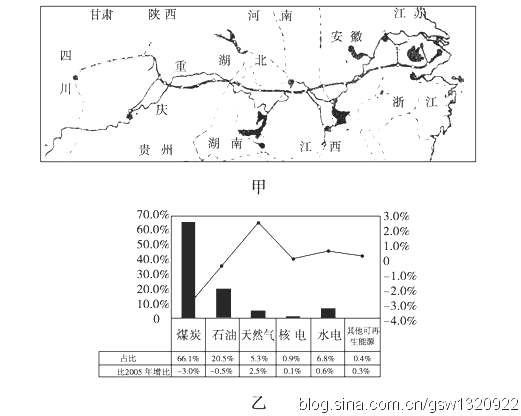 甘肃 陕西 河南 江苏
安徽
四川
重庆
湖北
浙江
贵州 湖南 江西
甲
70.0%
60.0%
50.0%
40.0%
30.0%
20.0%
10.0%
0
3.0%
2.0%
1.0%
0
-1.0%
-2.0%
-3.0%
-4.0%
煤炭 石油 天然气 核电 水电 其他可再生能源
占比 66.1% 20.5% 5.3% 0.9% 6.8% 0.4%
比2005年增比 -3.0% -0.5% 2.5% 0.1% 0.6% 0.3%
乙
blog.sina.com.cn/gsw1320922